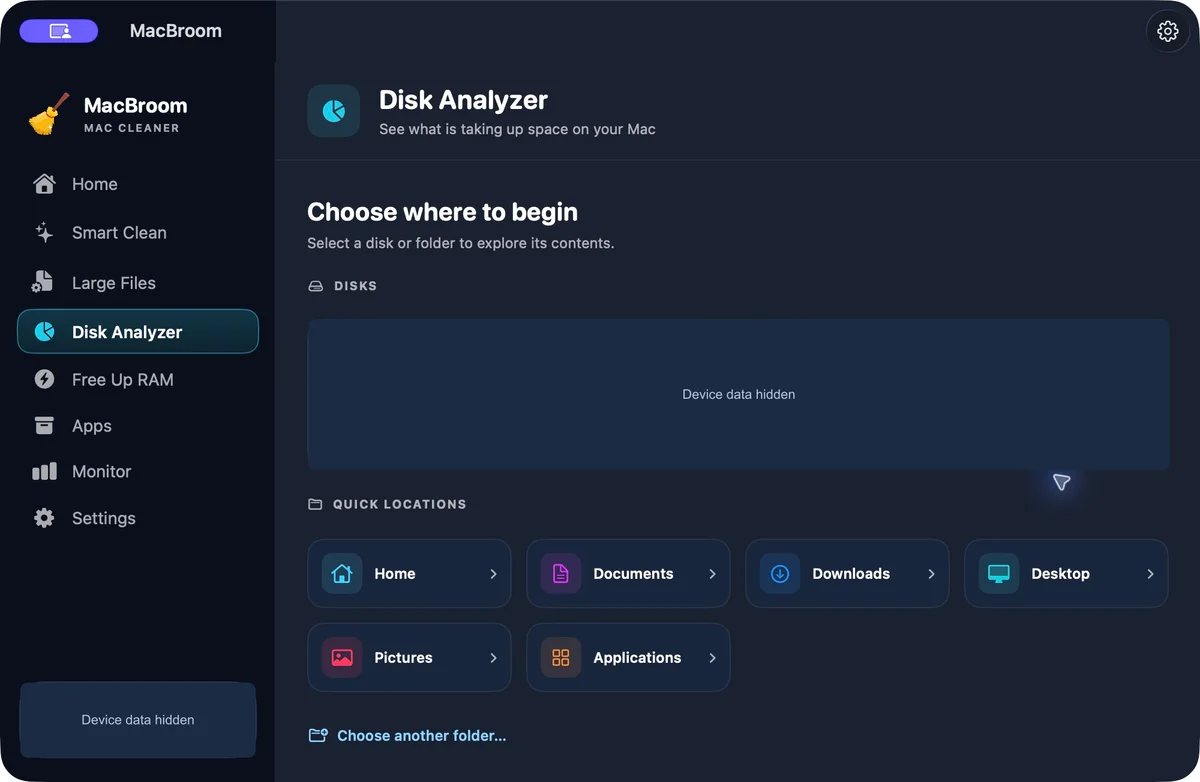 MacBroom
MacBroom
MAC CLEANER
Home
Smart Clean
Large Files
Disk Analyzer
Free Up RAM
Apps
Monitor
Settings
Device data hidden
Disk Analyzer
See what is taking up space on your Mac
Choose where to begin
Select a disk or folder to explore its contents.
DISKS
Device data hidden
QUICK LOCATIONS
Home
Documents
Downloads
Desktop
Pictures
Applications
Choose another folder...